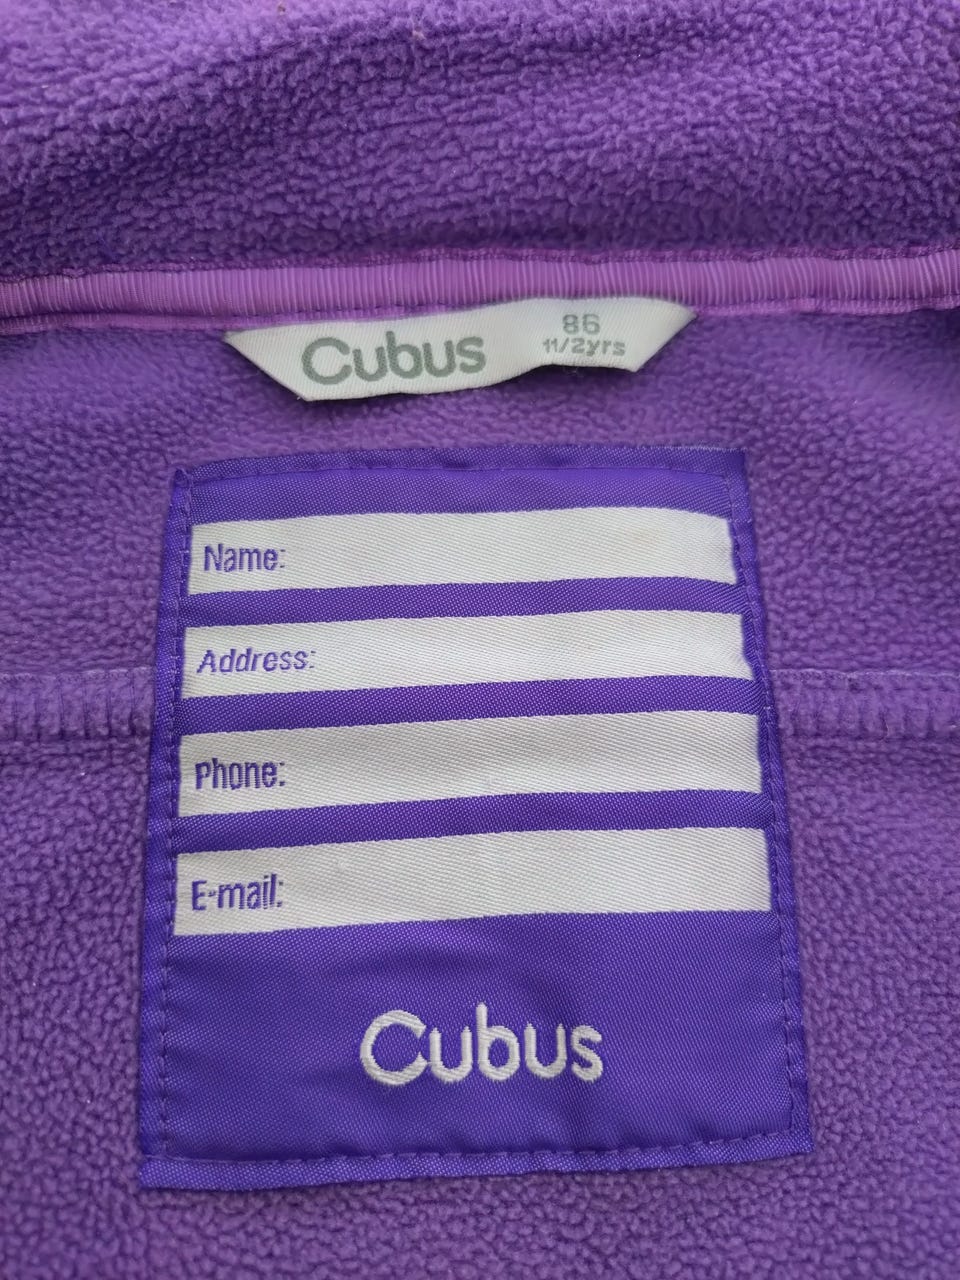 Cubus
86
11/2yrs
Name:
Address:
Phone:
E-mail:
Cubus